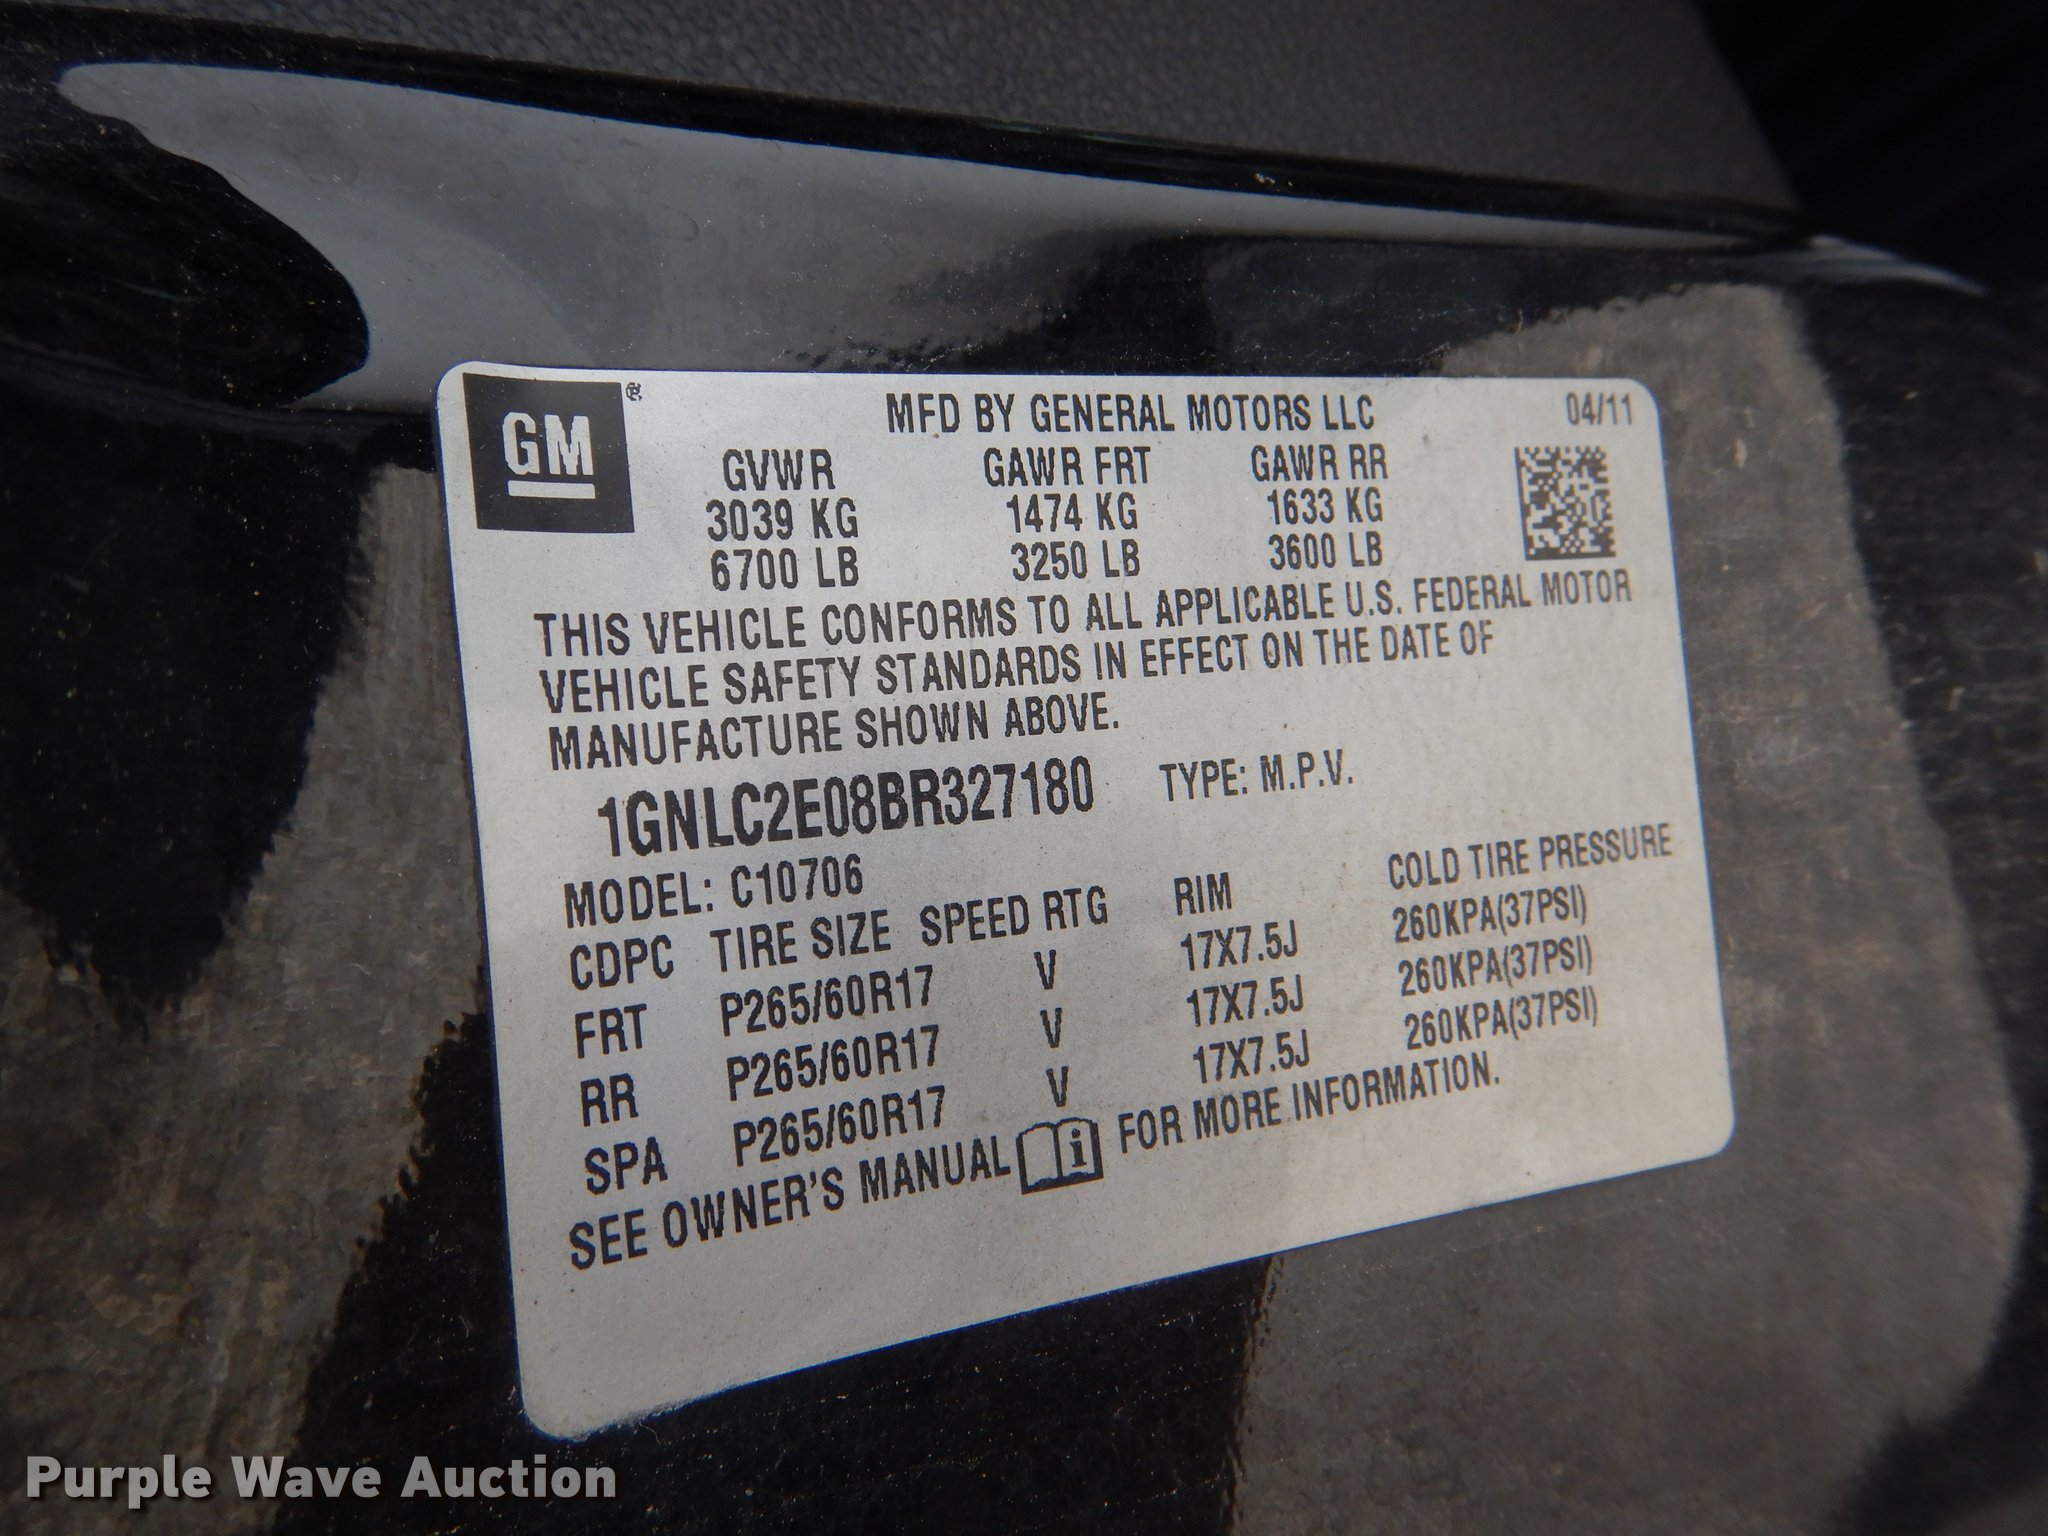 GM
MFD BY GENERAL MOTORS LLC 04/11
GVWR GAWR FRT GAWR RR
3039 KG 1474 KG 1633 KG
6700 LB 3250 LB 3600 LB
THIS VEHICLE CONFORMS TO ALL APPLICABLE U.S. FEDERAL MOTOR
VEHICLE SAFETY STANDARDS IN EFFECT ON THE DATE OF
MANUFACTURE SHOWN ABOVE.
1GNLC2E08BR327180 TYPE: M.P.V.
MODEL: C10706
CDPC TIRE SIZE SPEED RTG RIM COLD TIRE PRESSURE
FRT P265/60R17 V 17X7.5J 260KPA(37PSI)
RR P265/60R17 V 17X7.5J 260KPA(37PSI)
SPA P265/60R17 V 17X7.5J 260KPA(37PSI)
SEE OWNER'S MANUAL i FOR MORE INFORMATION.
Purple Wave Auction